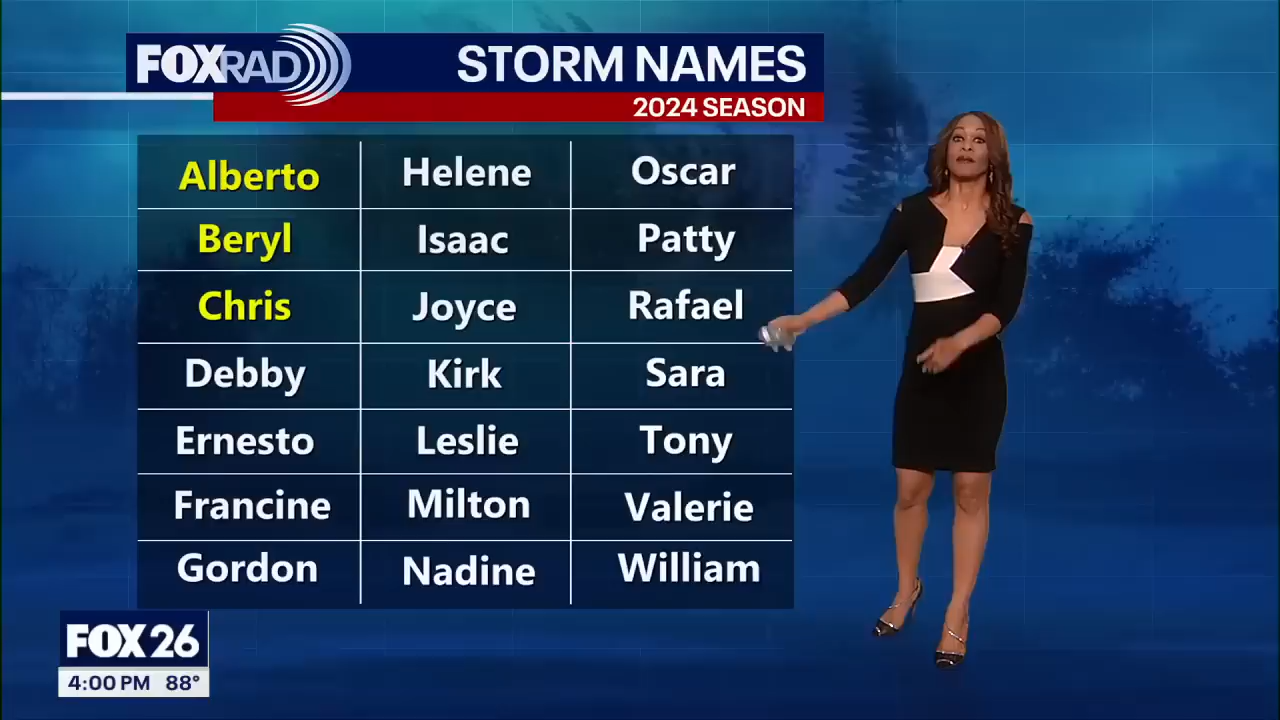 FOXRAD STORM NAMES
2024 SEASON
Alberto Helene Oscar
Beryl Isaac Patty
Chris Joyce Rafael
Debby Kirk Sara
Ernesto Leslie Tony
Francine Milton Valerie
Gordon Nadine William
FOX 26
4:00 PM 88°